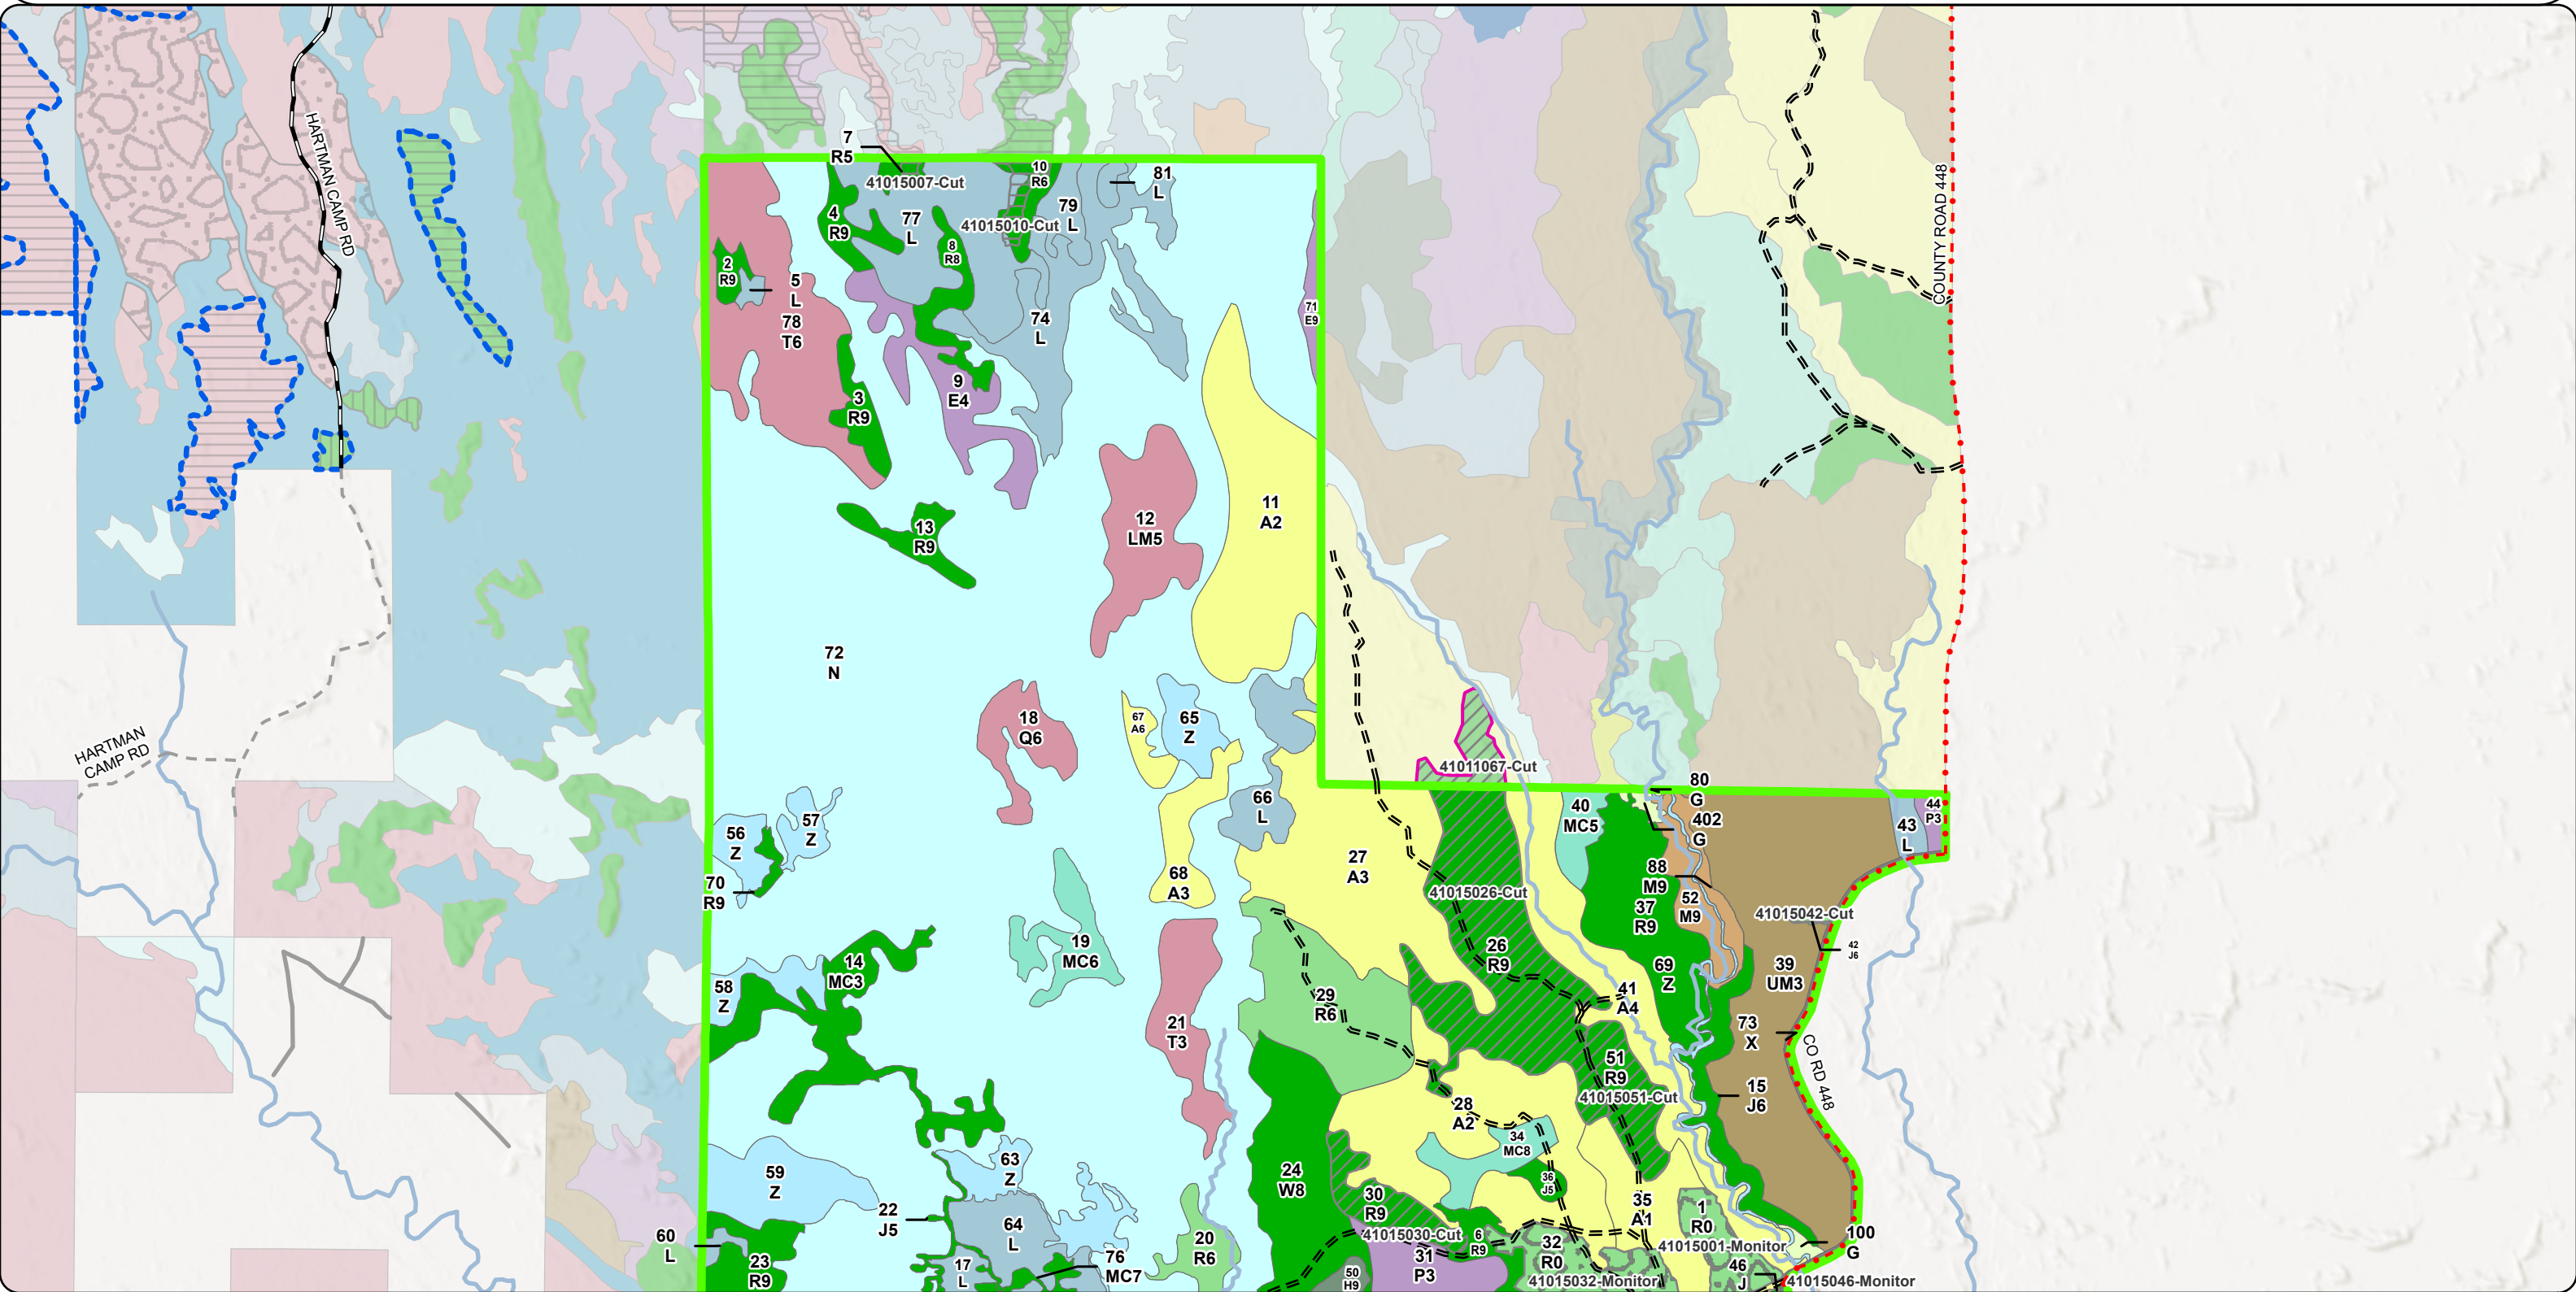 HARTMAN CAMP RD
COUNTY ROAD 448
7
R5
41015007-Cut
10
R6
81
L
4
R9
77
L
41015010-Cut
79
L
8
R8
2
R9
5
L
78
T6
74
L
71
E9
9
E4
3
R9
11
A2
12
LM5
13
R9
72
N
18
Q6
67
A6
65
Z
HARTMAN
CAMP RD
41011067-Cut
80
G
66
L
40
MC5
402
G
44
P3
43
L
56
Z
57
Z
27
A3
68
A3
70
R9
41015026-Cut
88
M9
52
M9
37
R9
41015042-Cut
42
J6
19
MC6
26
R9
14
MC3
58
Z
69
Z
39
UM3
29
R6
41
A4
21
T3
73
X
CO RD 448
51
R9
41015051-Cut
15
J6
28
A2
34
MC8
63
Z
59
Z
24
W8
36
J5
30
R9
35
A1
1
R0
22
J5
64
L
60
L
20
R6
41015030-Cut
6
R9
32
R0
41015001-Monitor
100
G
76
MC7
23
R9
17
L
50
H9
31
P3
41015032-Monitor
46
J
41015046-Monitor